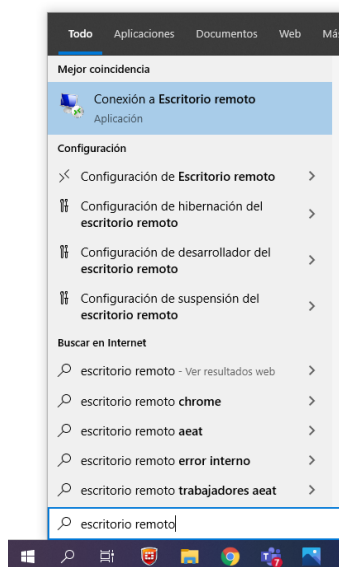 Todo Aplicaciones Documentos Web Más
Mejor coincidencia
Conexión a Escritorio remoto
Aplicación
Configuración
Configuración de Escritorio remoto
Configuración de hibernación del
escritorio remoto
Configuración de desarrollador del
escritorio remoto
Configuración de suspensión del
escritorio remoto
Buscar en Internet
escritorio remoto - Ver resultados web
escritorio remoto chrome
escritorio remoto aeat
escritorio remoto error interno
escritorio remoto trabajadores aeat
escritorio remoto
7